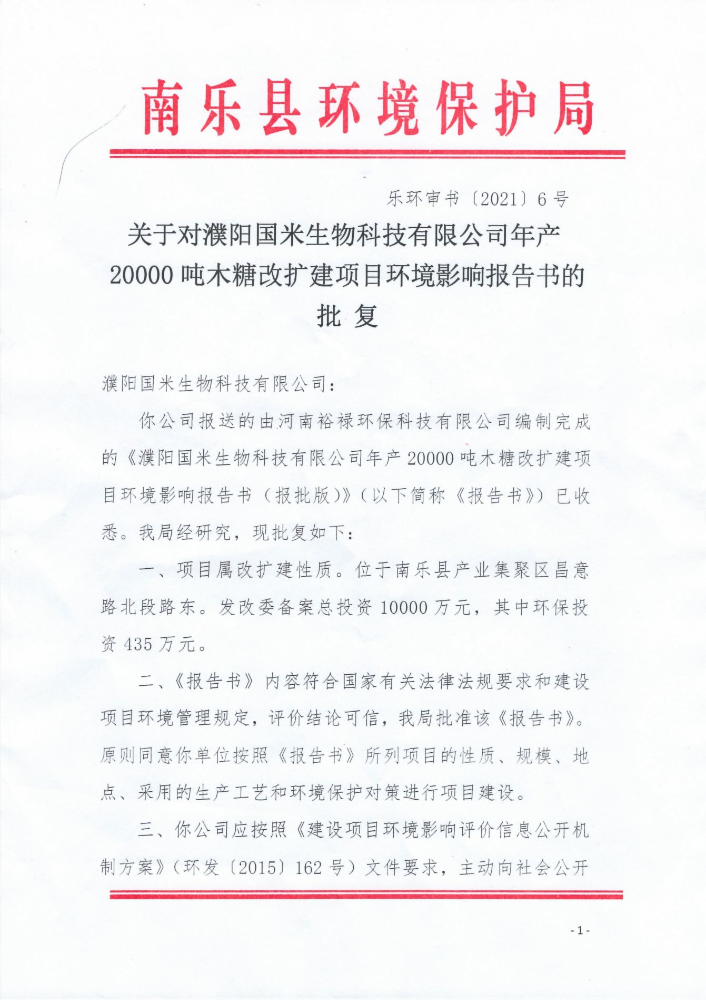 南乐县环境保护局
乐环审书〔2021〕6号
关于对濮阳国米生物科技有限公司年产
20000吨木糖改扩建项目环境影响报告书的
批 复
濮阳国米生物科技有限公司：
你公司报送的由河南裕禄环保科技有限公司编制完成
的《濮阳国米生物科技有限公司年产20000吨木糖改扩建项
目环境影响报告书（报批版）》（以下简称《报告书》）已收
悉。我局经研究，现批复如下：
一、项目属改扩建性质。位于南乐县产业集聚区昌意
路北段路东。发改委备案总投资10000万元，其中环保投
资435万元。
二、《报告书》内容符合国家有关法律法规要求和建设
项目环境管理规定，评价结论可信，我局批准该《报告书》。
原则同意你单位按照《报告书》所列项目的性质、规模、地
点、采用的生产工艺和环境保护对策进行项目建设。
三、你公司应按照《建设项目环境影响评价信息公开机
制方案》（环发〔2015〕162号）文件要求，主动向社会公开
- 1 -